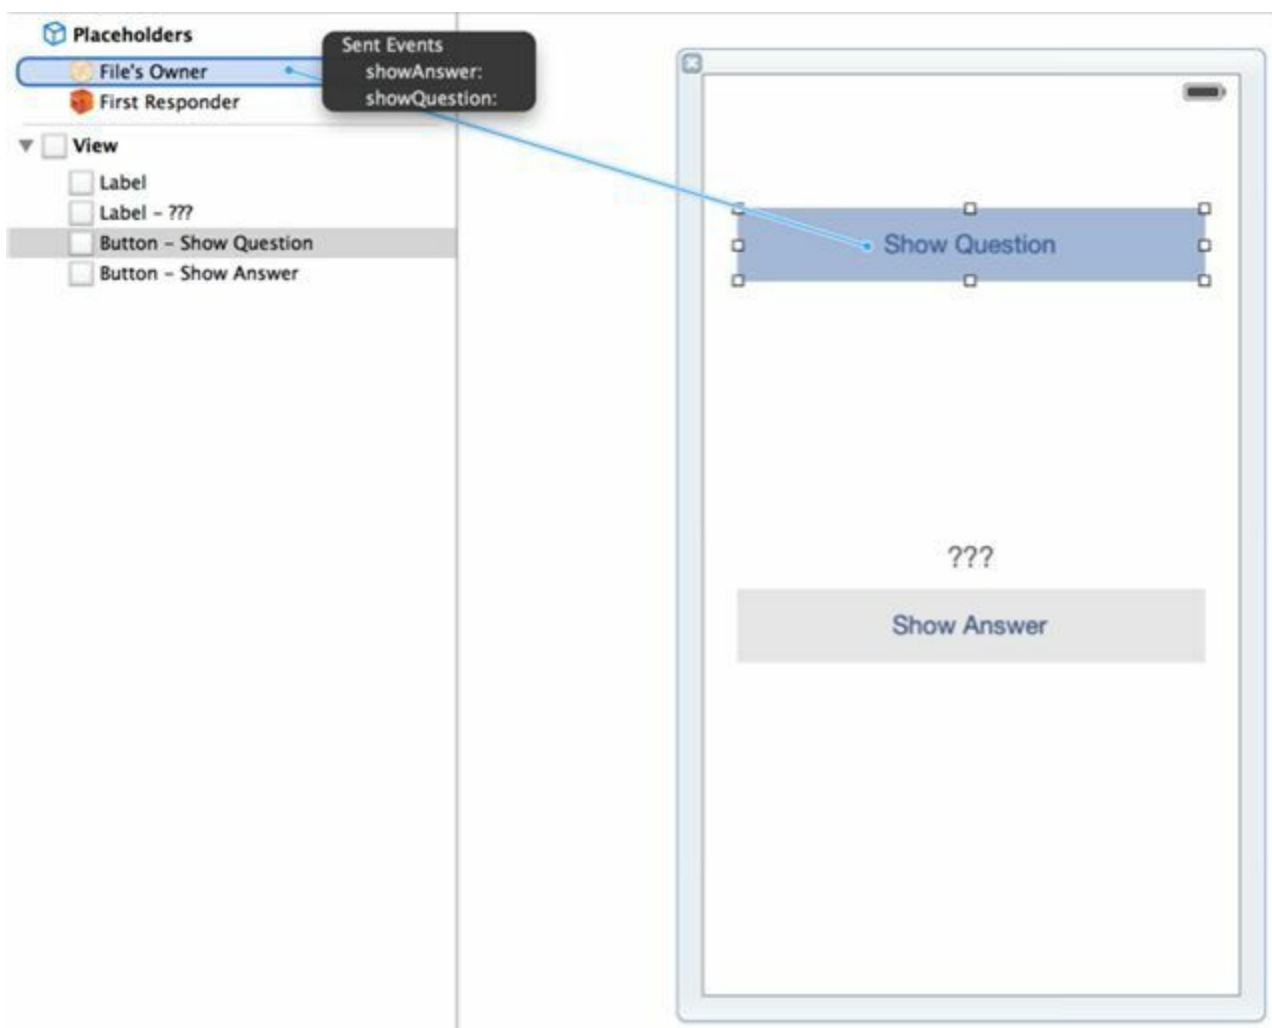 Placeholders
File's Owner
First Responder
Sent Events
showAnswer:
showQuestion:
View
Label
Label – ???
Button – Show Question
Button – Show Answer
Show Question
???
Show Answer